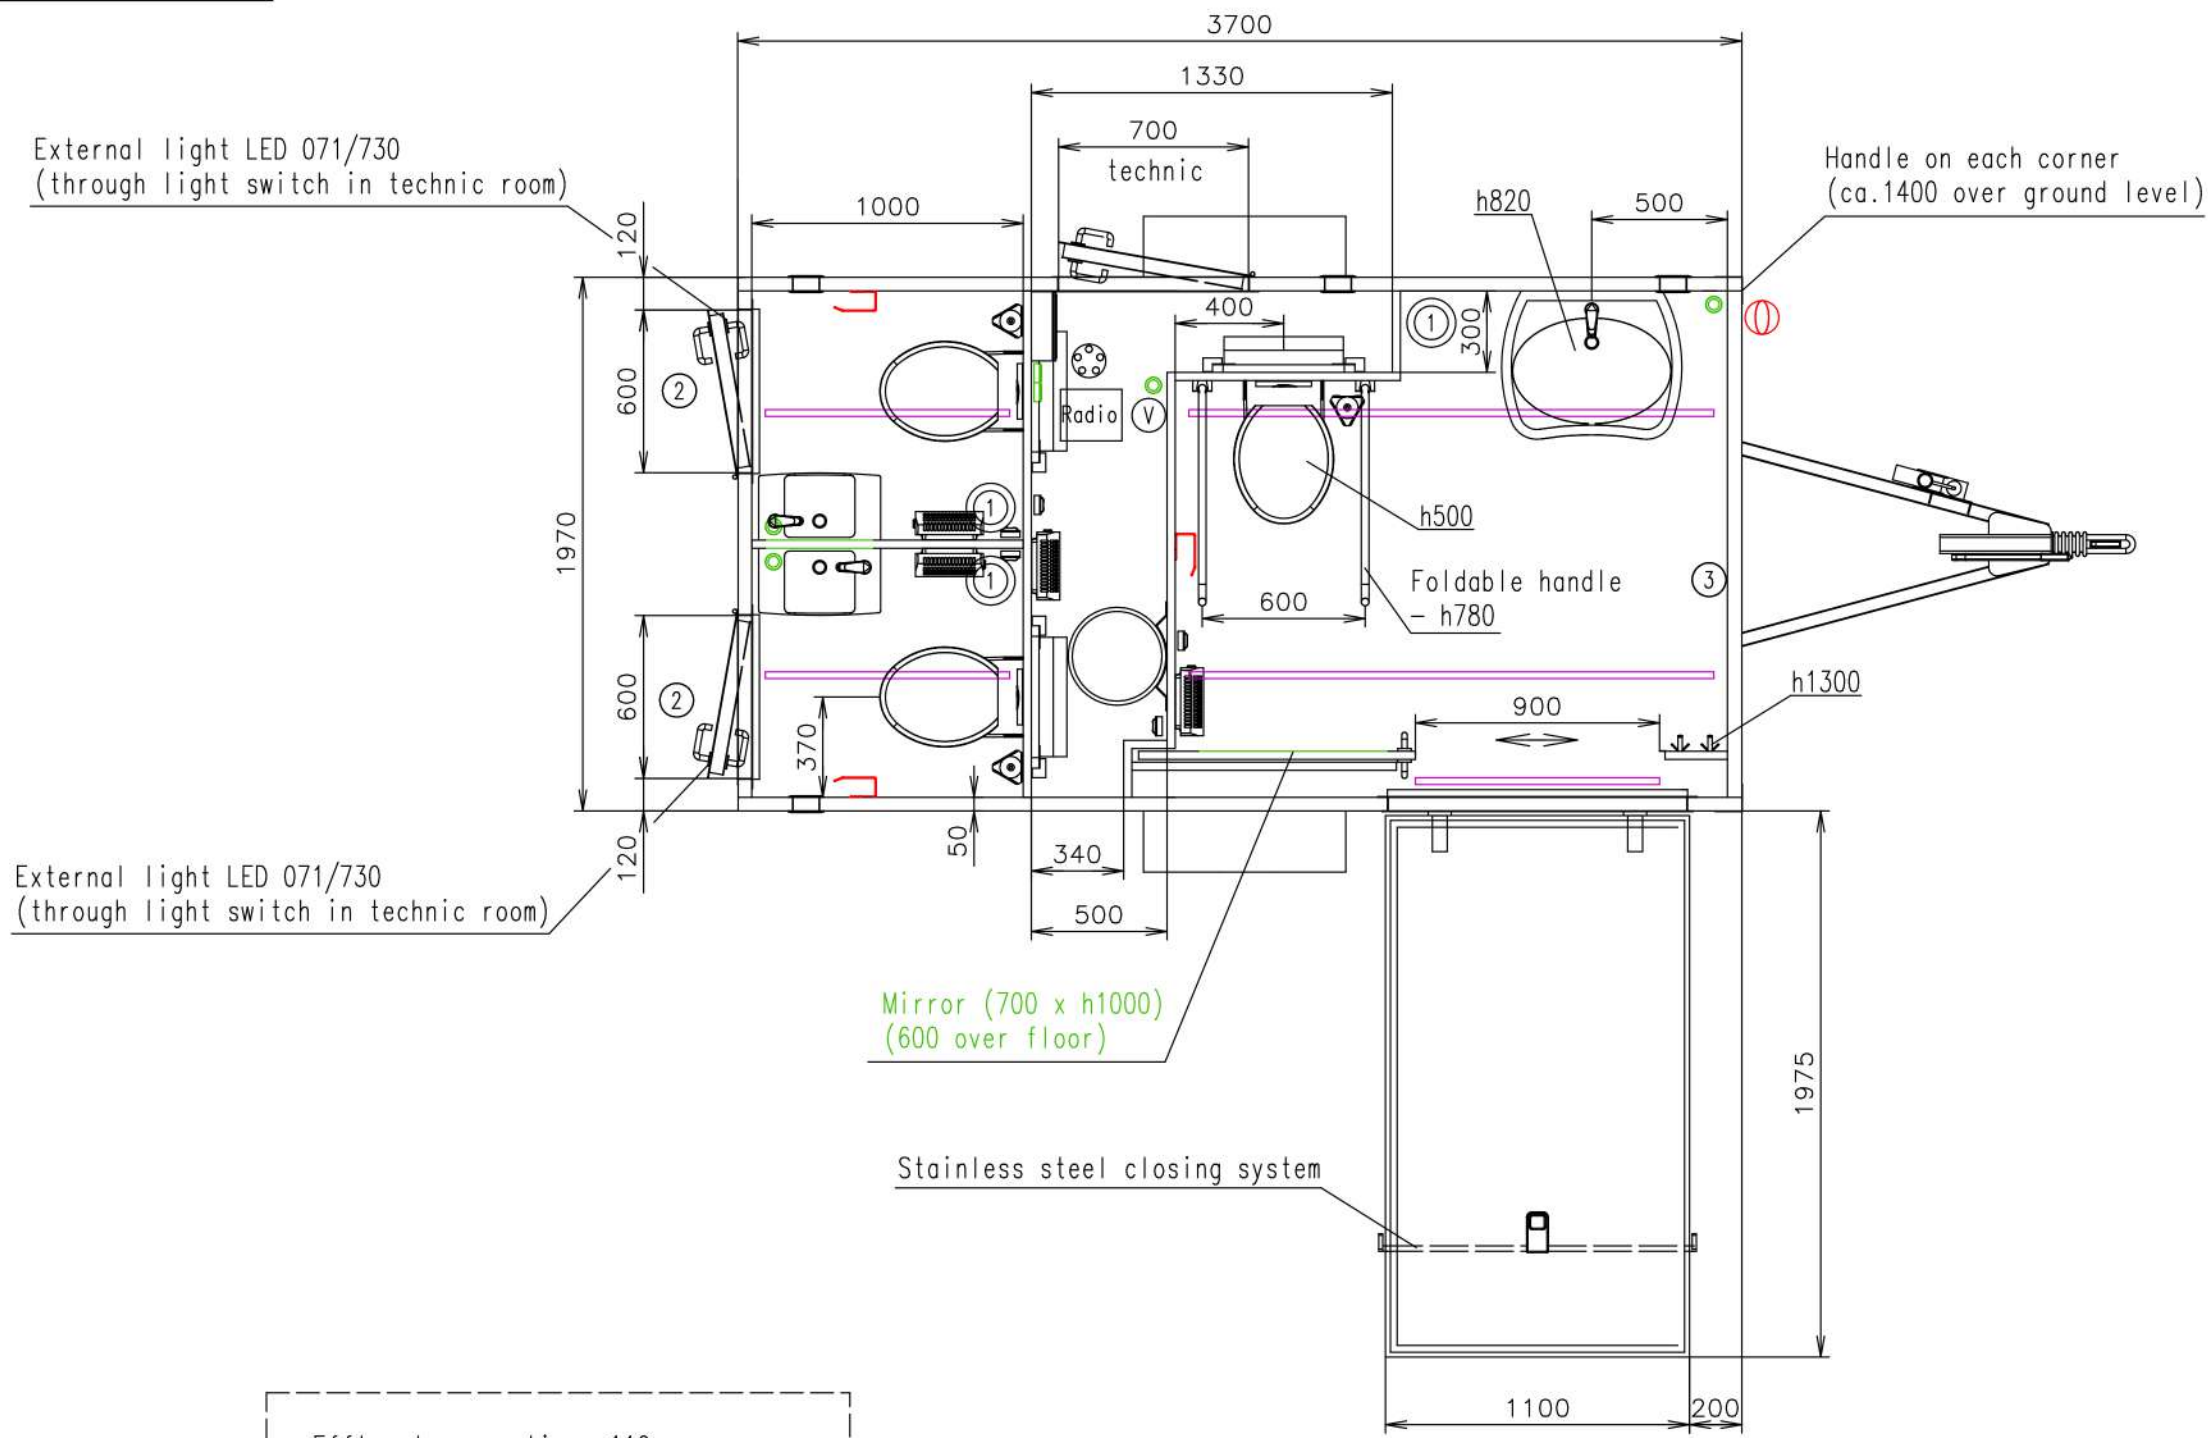 3700
1330
700
technic
External light LED 071/730
(through light switch in technic room)
Handle on each corner
(ca.1400 over ground level)
1000
h820
500
120
400
1
300
600
2
Radio
V
1970
1
h500
1
Foldable handle
- h780
3
600
600
2
h1300
900
370
50
120
340
External light LED 071/730
(through light switch in technic room)
500
Mirror (700 x h1000)
(600 over floor)
1975
Stainless steel closing system
1100
200